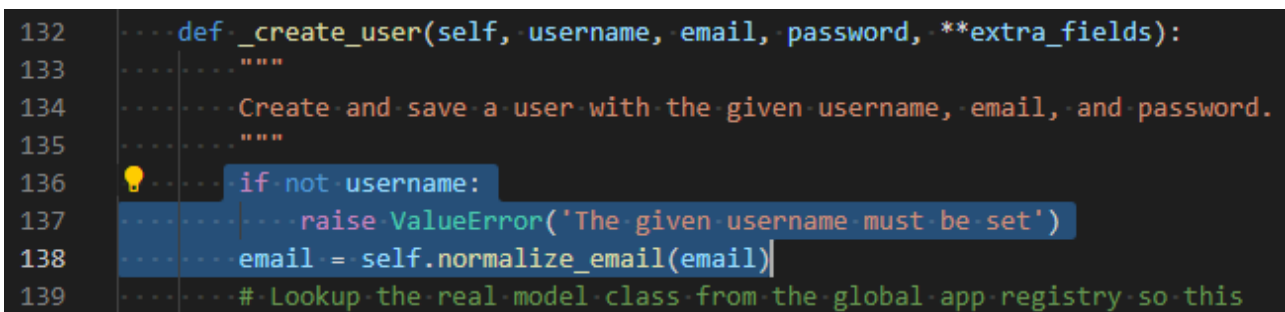 132 def _create_user(self, username, email, password, **extra_fields):
133 """
134 Create and save a user with the given username, email, and password.
135 """
136 if not username:
137 raise ValueError('The given username must be set')
138 email = self.normalize_email(email)
139 # Lookup the real model class from the global app registry so this